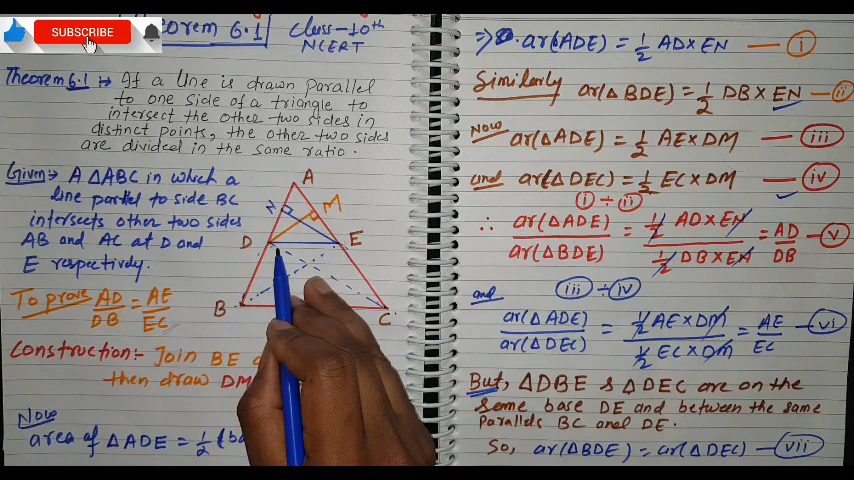 SUBSCRIBE
Theorem 6.1
Class-10th
NCERT
Theorem 6.1 :→ If a line is drawn parallel
to one side of a triangle to
intersect the other two sides in
distinct points, the other two sides
are divided in the same ratio.
Given:→ A ΔABC in which a
line parallel to side BC
intersects other two sides
AB and AC at D and
E respectively.
A
N
M
D
E
B
C
To prove AD/DB = AE/EC
Construction:- Join BE
then draw DM
Now
area of ΔADE = 1/2 (ba
⇒ ar(ADE) = 1/2 AD×EN — i
Similarly ar(ΔBDE) = 1/2 DB×EN — ii
Now ar(ΔADE) = 1/2 AE×DM — iii
and ar(ΔDEC) = 1/2 EC×DM — iv
i ÷ ii
∴ ar(ΔADE)/ar(ΔBDE) = 1/2 AD×EN / 1/2 DB×EN = AD/DB — v
and iii ÷ iv
ar(ΔADE)/ar(ΔDEC) = 1/2 AE×DM / 1/2 EC×DM = AE/EC — vi
But, ΔDBE & ΔDEC are on the
same base DE and between the same
parallels BC and DE.
So, ar(ΔBDE) = ar(ΔDEC) — vii